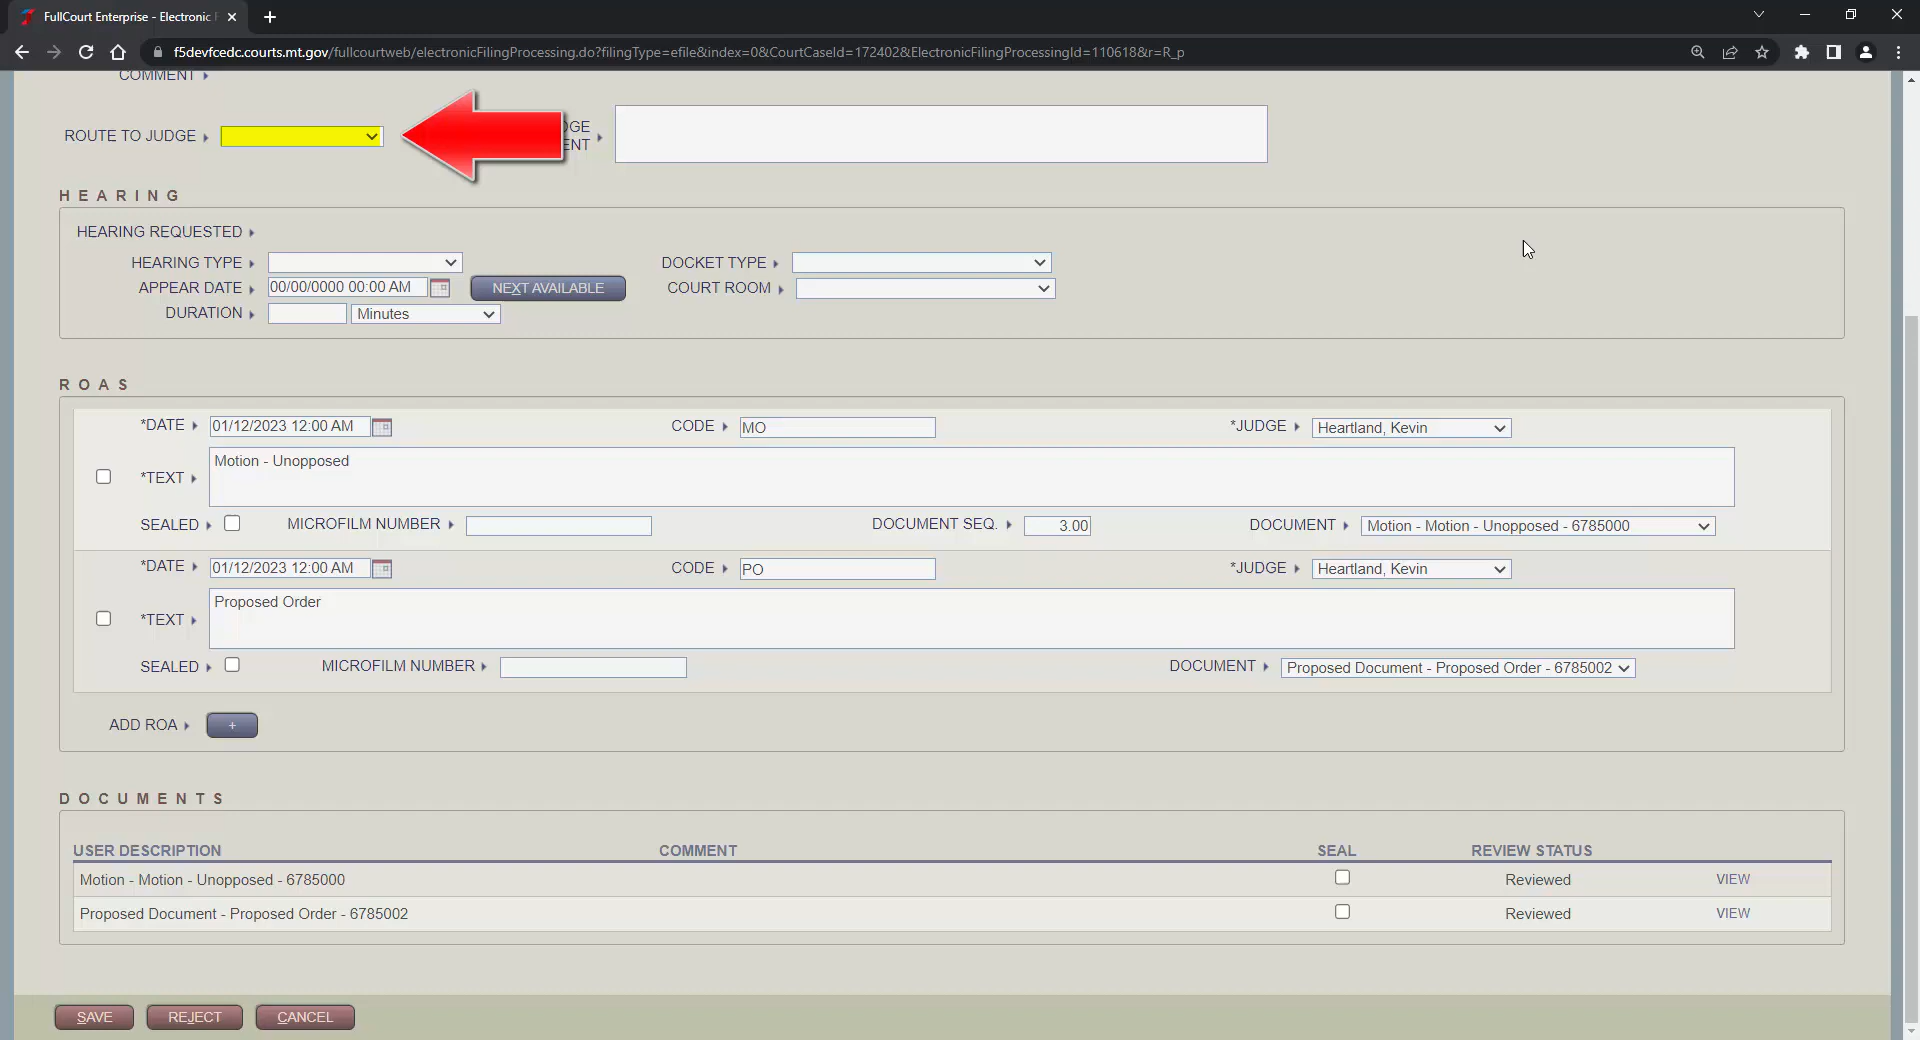 FullCourt Enterprise - Electronic F
f5devfcedc.courts.mt.gov/fullcourtweb/electronicFilingProcessing.do?filingType=efile&index=0&CourtCaseId=172402&ElectronicFilingProcessingId=110618&r=R_p
COMMENT
ROUTE TO JUDGE
HEARING
HEARING REQUESTED
HEARING TYPE DOCKET TYPE
APPEAR DATE 00/00/0000 00:00 AM NEXT AVAILABLE COURT ROOM
DURATION Minutes
ROAS
*DATE 01/12/2023 12:00 AM CODE MO *JUDGE Heartland, Kevin
*TEXT Motion - Unopposed
SEALED MICROFILM NUMBER DOCUMENT SEQ. 3.00 DOCUMENT Motion - Motion - Unopposed - 6785000
*DATE 01/12/2023 12:00 AM CODE PO *JUDGE Heartland, Kevin
*TEXT Proposed Order
SEALED MICROFILM NUMBER DOCUMENT Proposed Document - Proposed Order - 6785002
ADD ROA +
DOCUMENTS
USER DESCRIPTION COMMENT SEAL REVIEW STATUS
Motion - Motion - Unopposed - 6785000 Reviewed VIEW
Proposed Document - Proposed Order - 6785002 Reviewed VIEW
SAVE REJECT CANCEL